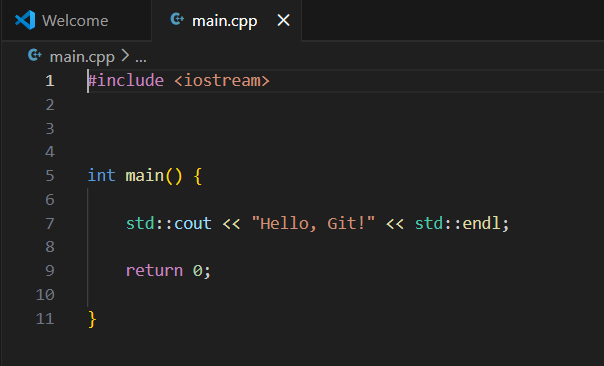 Welcome
main.cpp ×
main.cpp > ...
1 #include <iostream>
2
3
4
5 int main() {
6
7 std::cout << "Hello, Git!" << std::endl;
8
9 return 0;
10
11 }